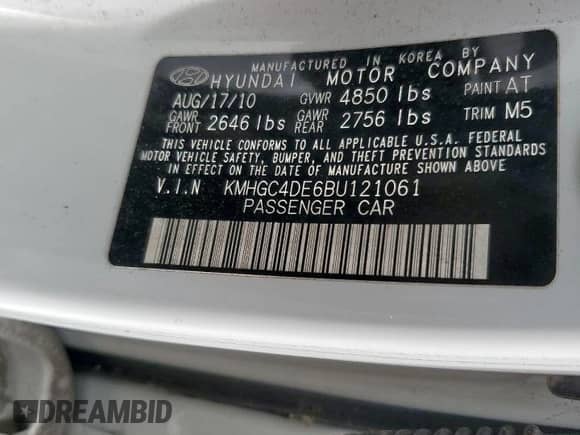 MANUFACTURED IN KOREA BY
HYUNDAI MOTOR COMPANY
AUG/17/10 GVWR 4850 lbs PAINT AT
GAWR FRONT 2646 lbs GAWR REAR 2756 lbs TRIM M5
THIS VEHICLE CONFORMS TO ALL APPLICABLE U.S.A. FEDERAL
MOTOR VEHICLE SAFETY, BUMPER, AND THEFT PREVENTION STANDARDS
IN EFFECT ON THE DATE OF MANUFACTURE SHOWN ABOVE
V.I.N KMHGC4DE6BU121061
PASSENGER CAR
DREAMBID